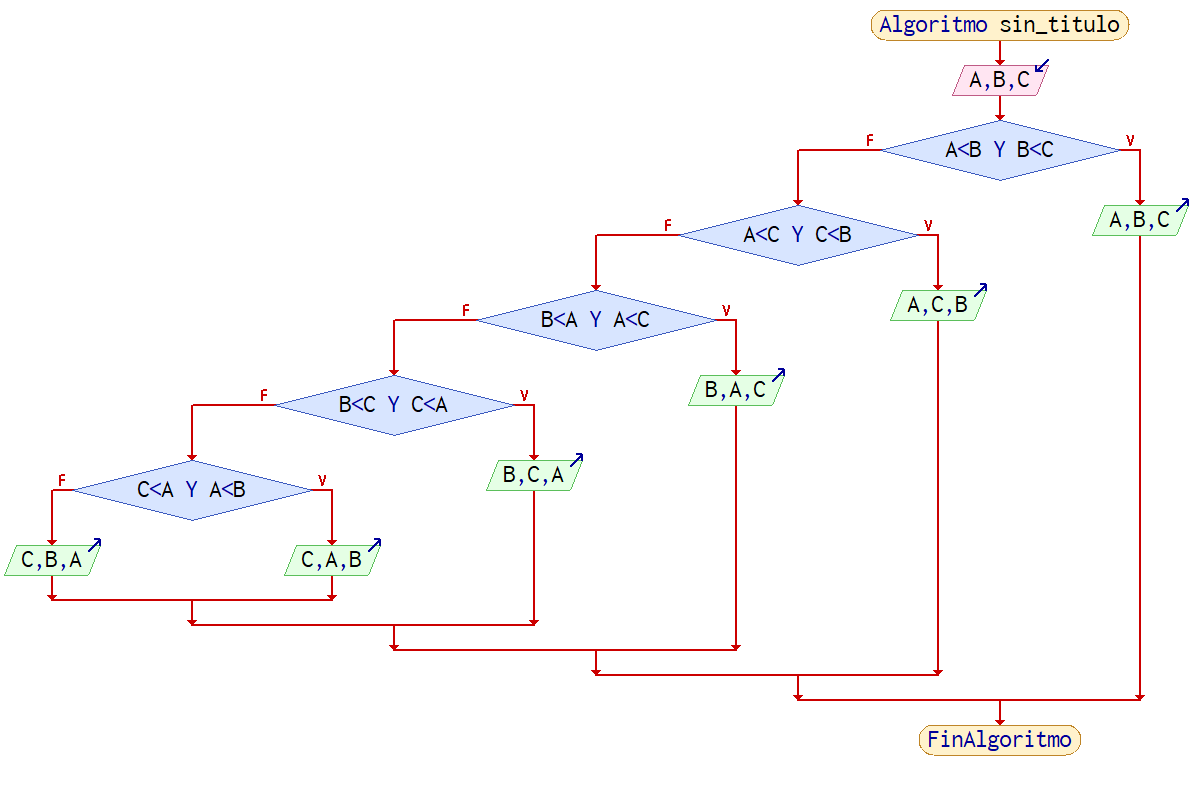 Algoritmo sin_titulo
A,B,C
F
A<B Y B<C
V
A,B,C
F
A<C Y C<B
V
A,C,B
F
B<A Y A<C
V
B,A,C
F
B<C Y C<A
V
B,C,A
F
C<A Y A<B
V
C,B,A
C,A,B
FinAlgoritmo